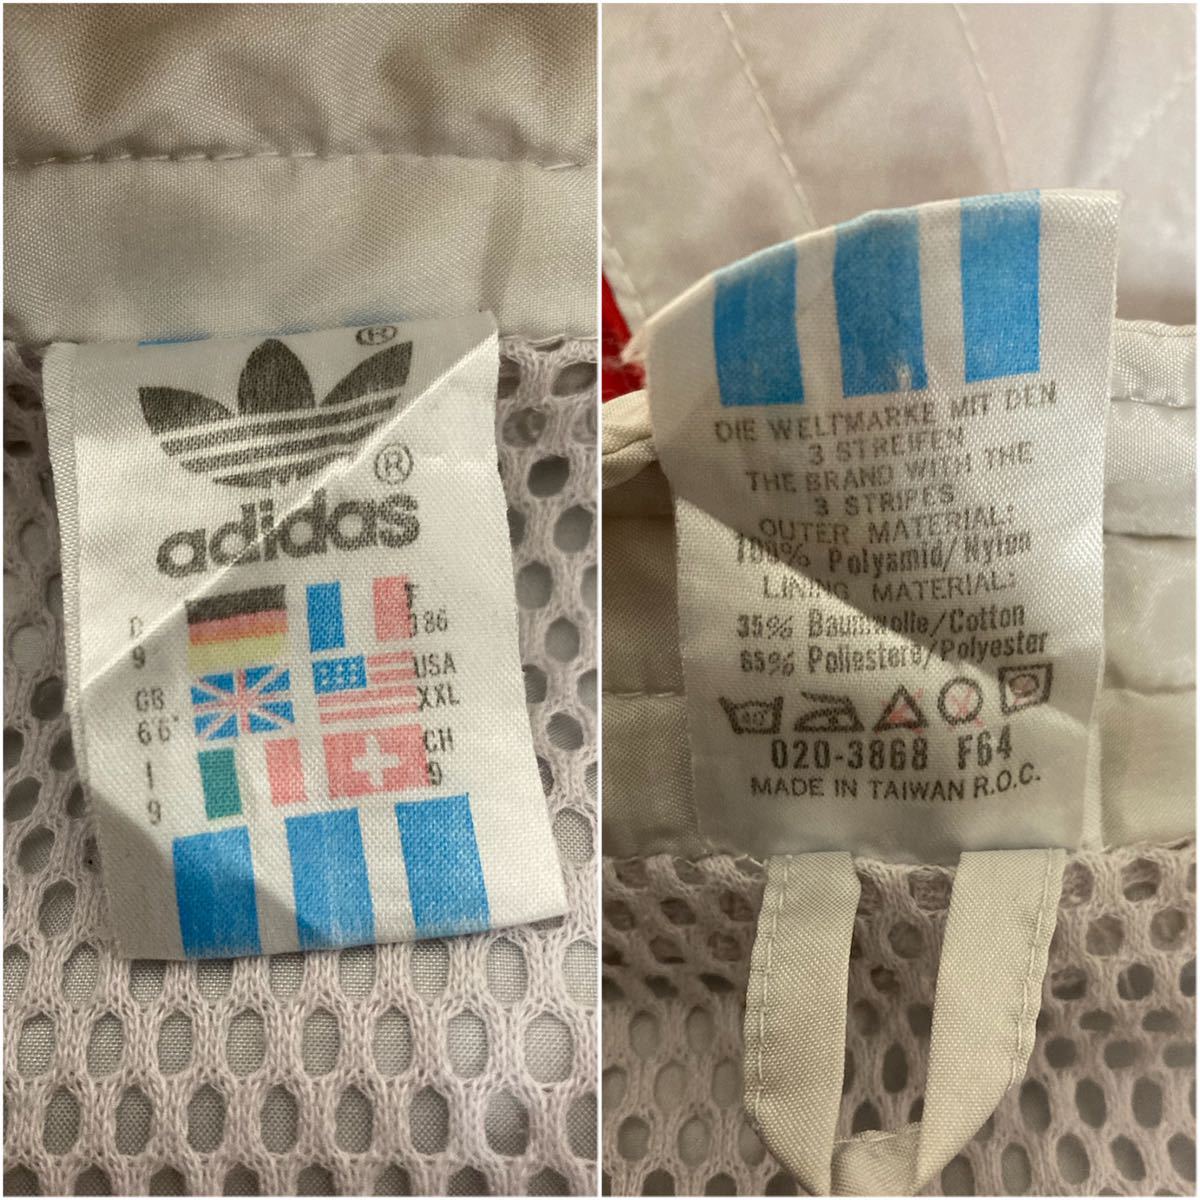 ®
®
adidas
D
9
F
186
GB
6'6"
USA
XXL
I
9
CH
9
DIE WELTMARKE MIT DEN
3 STREIFEN
THE BRAND WITH THE
3 STRIPES
OUTER MATERIAL:
100% Polyamid/Nylon
LINING MATERIAL:
35% Baumwolle/Cotton
65% Poliestere/Polyester
40°
020-3868 F64
MADE IN TAIWAN R.O.C.